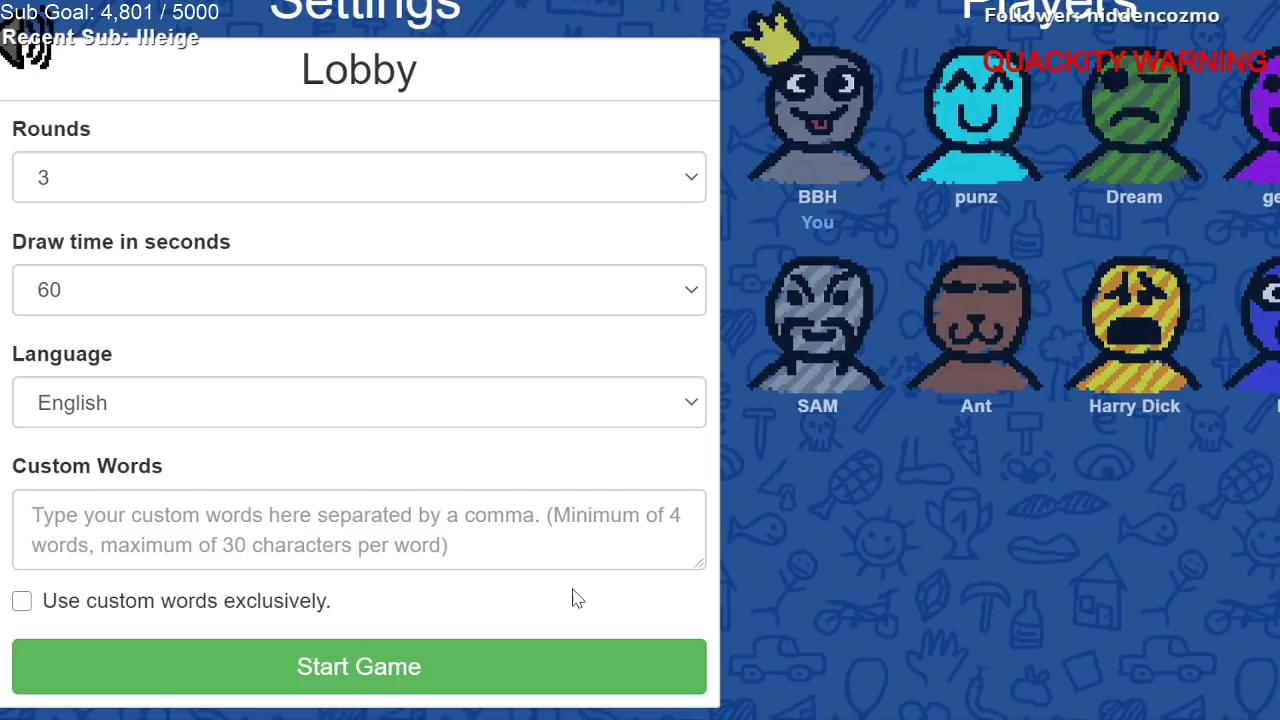 Sub Goal: 4,801 / 5000
Recent Sub: Illeige
Settings
Players
Follower: hiddencozmo
QUACKITY WARNING
Lobby
Rounds
3
Draw time in seconds
60
Language
English
Custom Words
Type your custom words here separated by a comma. (Minimum of 4
words, maximum of 30 characters per word)
Use custom words exclusively.
Start Game
BBH
You
punz
Dream
ge
SAM
Ant
Harry Dick